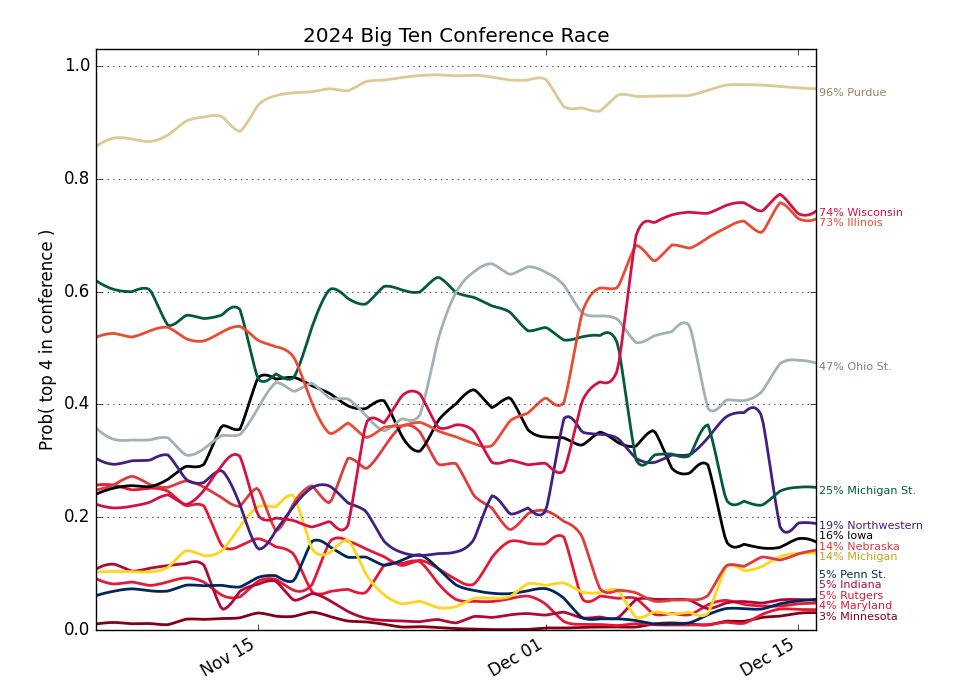 2024 Big Ten Conference Race
Prob( top 4 in conference )
1.0
0.8
0.6
0.4
0.2
0.0
Nov 15
Dec 01
Dec 15
96% Purdue
74% Wisconsin
73% Illinois
47% Ohio St.
25% Michigan St.
19% Northwestern
16% Iowa
14% Nebraska
14% Michigan
5% Penn St.
5% Indiana
5% Rutgers
4% Maryland
3% Minnesota